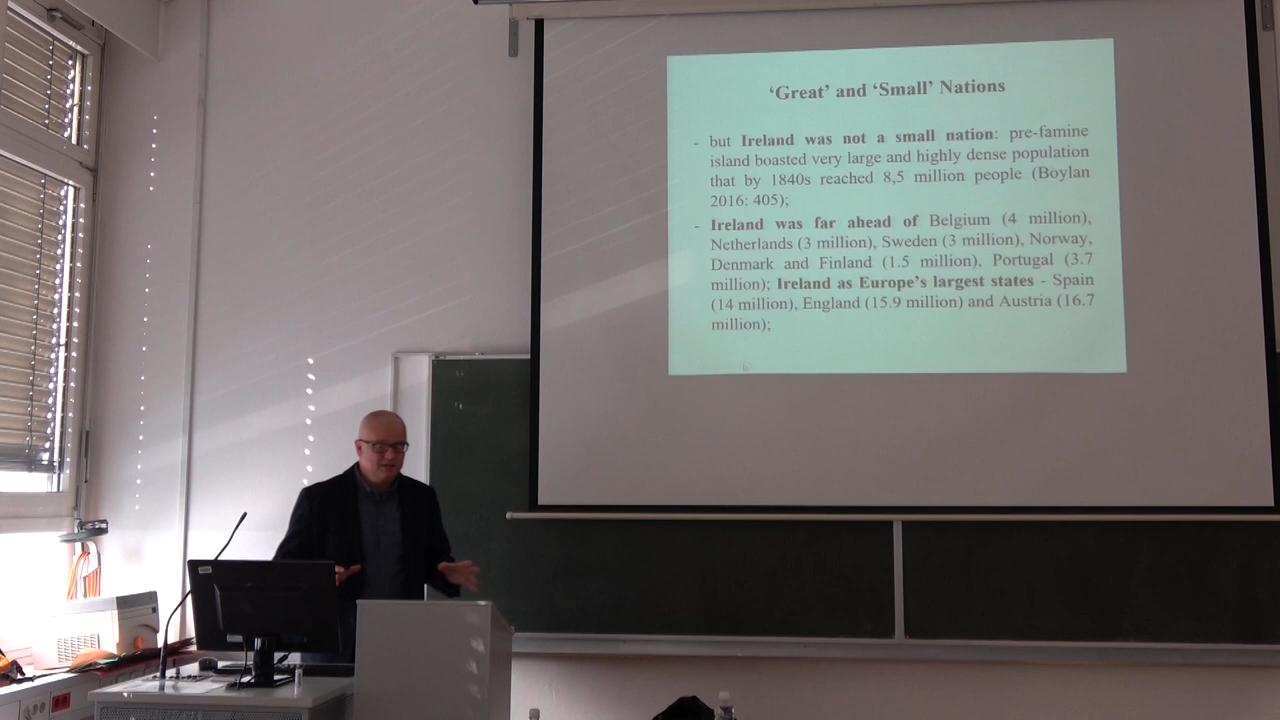 ‘Great’ and ‘Small’ Nations
- but Ireland was not a small nation: pre-famine
island boasted very large and highly dense population
that by 1840s reached 8,5 million people (Boylan
2016: 405);
- Ireland was far ahead of Belgium (4 million),
Netherlands (3 million), Sweden (3 million), Norway,
Denmark and Finland (1.5 million), Portugal (3.7
million); Ireland as Europe’s largest states - Spain
(14 million), England (15.9 million) and Austria (16.7
million);